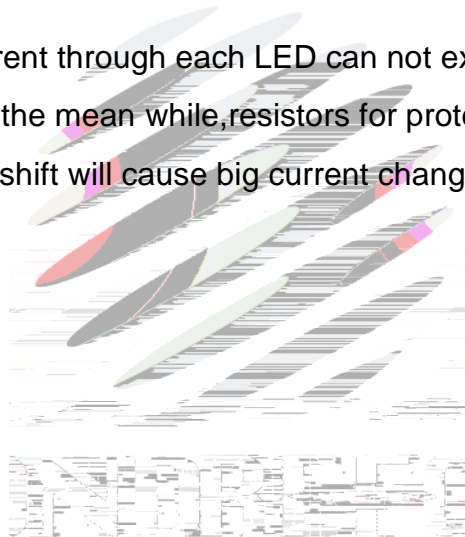 rent through each LED can not ex
the mean while,resistors for prote
shift will cause big current chang